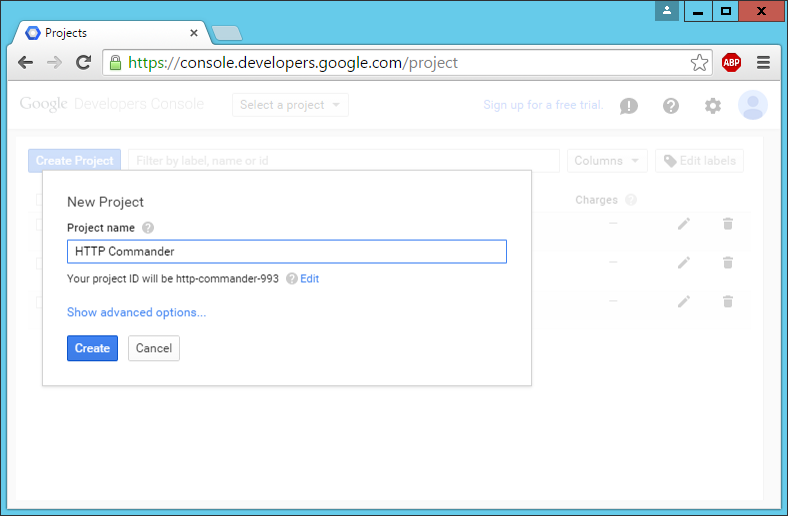 Projects
https://console.developers.google.com/project
ABP
Google Developers Console
Select a project
Sign up for a free trial.
Create Project
Filter by label, name or id
Columns
Edit labels
Charges
New Project
Project name
HTTP Commander
Your project ID will be http-commander-993 Edit
Show advanced options...
Create Cancel